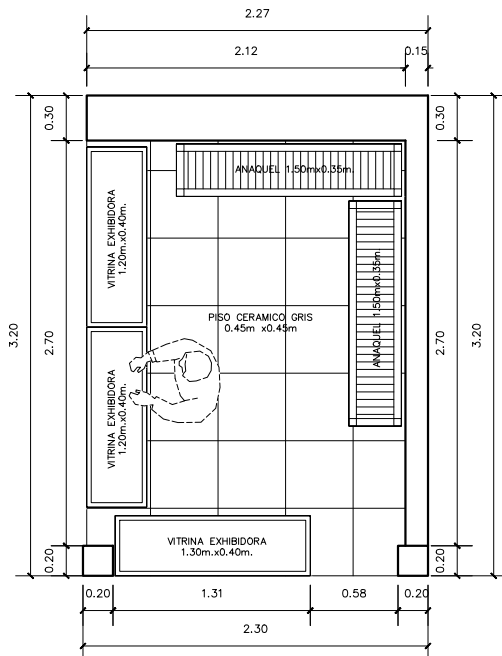 2.27
2.12
0.15
0.30
0.30
ANAQUEL 1.50mx0.35m.
VITRINA EXHIBIDORA
1.20m.x0.40m.
ANAQUEL 1.50mx0.35m.
PISO CERAMICO GRIS
0.45m x0.45m
3.20
2.70
2.70
3.20
VITRINA EXHIBIDORA
1.20m.x0.40m.
VITRINA EXHIBIDORA
1.30m.x0.40m.
0.20
0.20
0.20
1.31
0.58
0.20
2.30